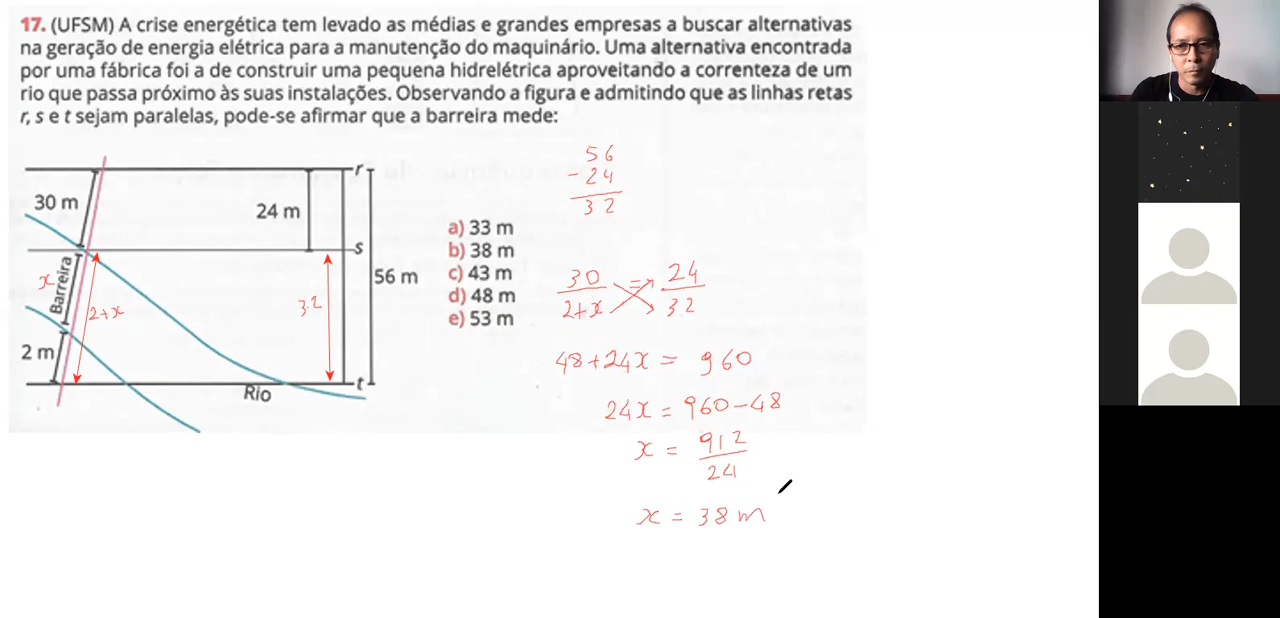 17. (UFSM) A crise energética tem levado as médias e grandes empresas a buscar alternativas
na geração de energia elétrica para a manutenção do maquinário. Uma alternativa encontrada
por uma fábrica foi a de construir uma pequena hidrelétrica aproveitando a correnteza de um
rio que passa próximo às suas instalações. Observando a figura e admitindo que as linhas retas
r, s e t sejam paralelas, pode-se afirmar que a barreira mede:
r
30 m
24 m
s
x
Barreira
2+x
32
56 m
2 m
t
Rio
a) 33 m
b) 38 m
c) 43 m
d) 48 m
e) 53 m
56
- 24
32
30 = 24
2+x 32
48+24x = 960
24x = 960-48
x = 912
24
x = 38 m